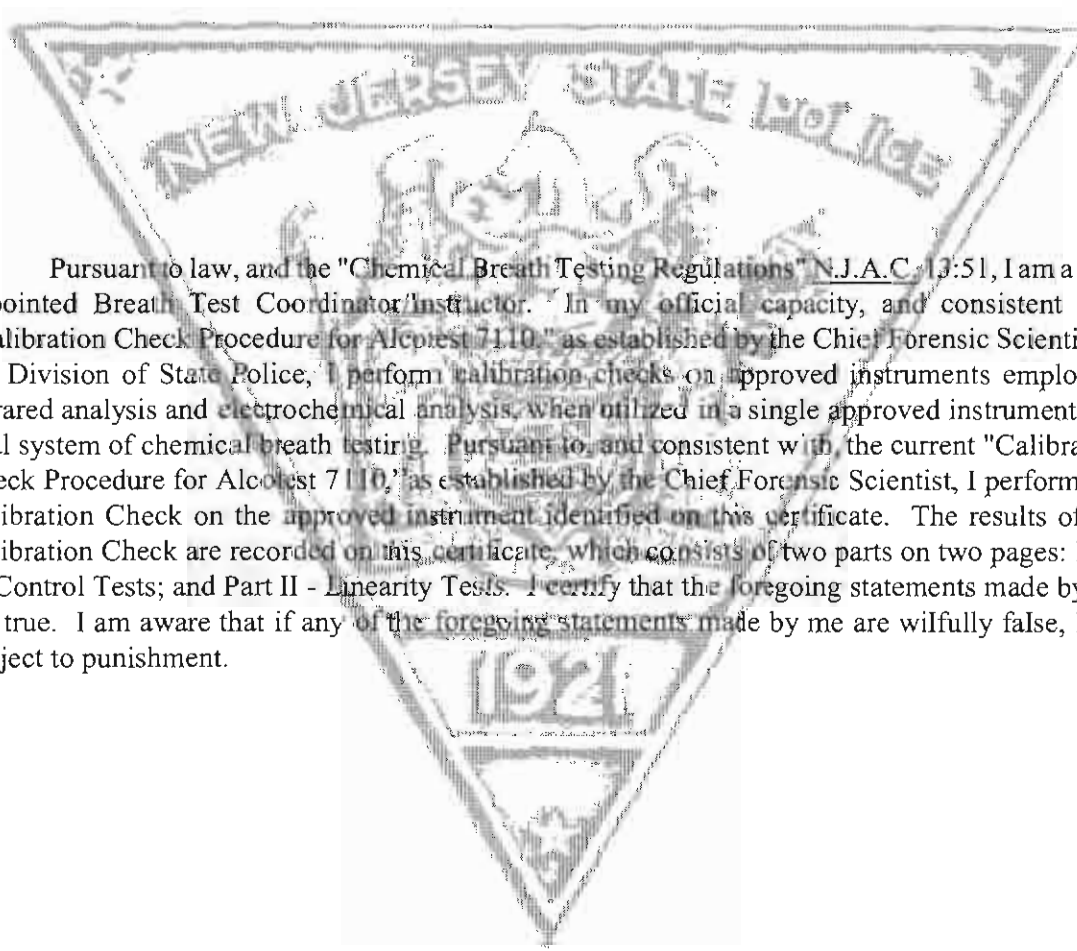 NEW JERSEY STATE POLICE
Pursuant to law, and the "Chemical Breath Testing Regulations" N.J.A.C. 13:51, I am a
pointed Breath Test Coordinator/Instructor. In my official capacity, and consistent
alibration Check Procedure for Alcotest 7110," as established by the Chief Forensic Scienti
Division of State Police, I perform calibration checks on approved instruments emplo
rared analysis and electrochemical analysis, when utilized in a single approved instrument
al system of chemical breath testing. Pursuant to, and consistent with, the current "Calibra
eck Procedure for Alcotest 7110," as established by the Chief Forensic Scientist, I perform
libration Check on the approved instrument identified on this certificate. The results of
libration Check are recorded on this certificate, which consists of two parts on two pages:
Control Tests; and Part II - Linearity Tests. I certify that the foregoing statements made by
true. I am aware that if any of the foregoing statements made by me are wilfully false,
ject to punishment.
1921